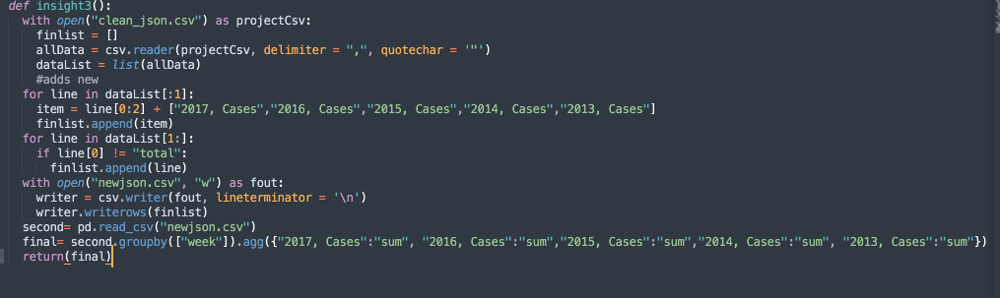 def insight3():
  with open("clean_json.csv") as projectCsv:
    finlist = []
    allData = csv.reader(projectCsv, delimiter = ",", quotechar = '"')
    dataList = list(allData)
    #adds new
  for line in dataList[:1]:
    item = line[0:2] + ["2017, Cases","2016, Cases","2015, Cases","2014, Cases","2013, Cases"]
    finlist.append(item)
  for line in dataList[1:]:
    if line[0] != "total":
      finlist.append(line)
  with open("newjson.csv", "w") as fout:
    writer = csv.writer(fout, lineterminator = '\n')
    writer.writerows(finlist)
  second= pd.read_csv("newjson.csv")
  final= second.groupby(["week"]).agg({"2017, Cases":"sum", "2016, Cases":"sum","2015, Cases":"sum","2014, Cases":"sum", "2013, Cases":"sum"})
  return(final)